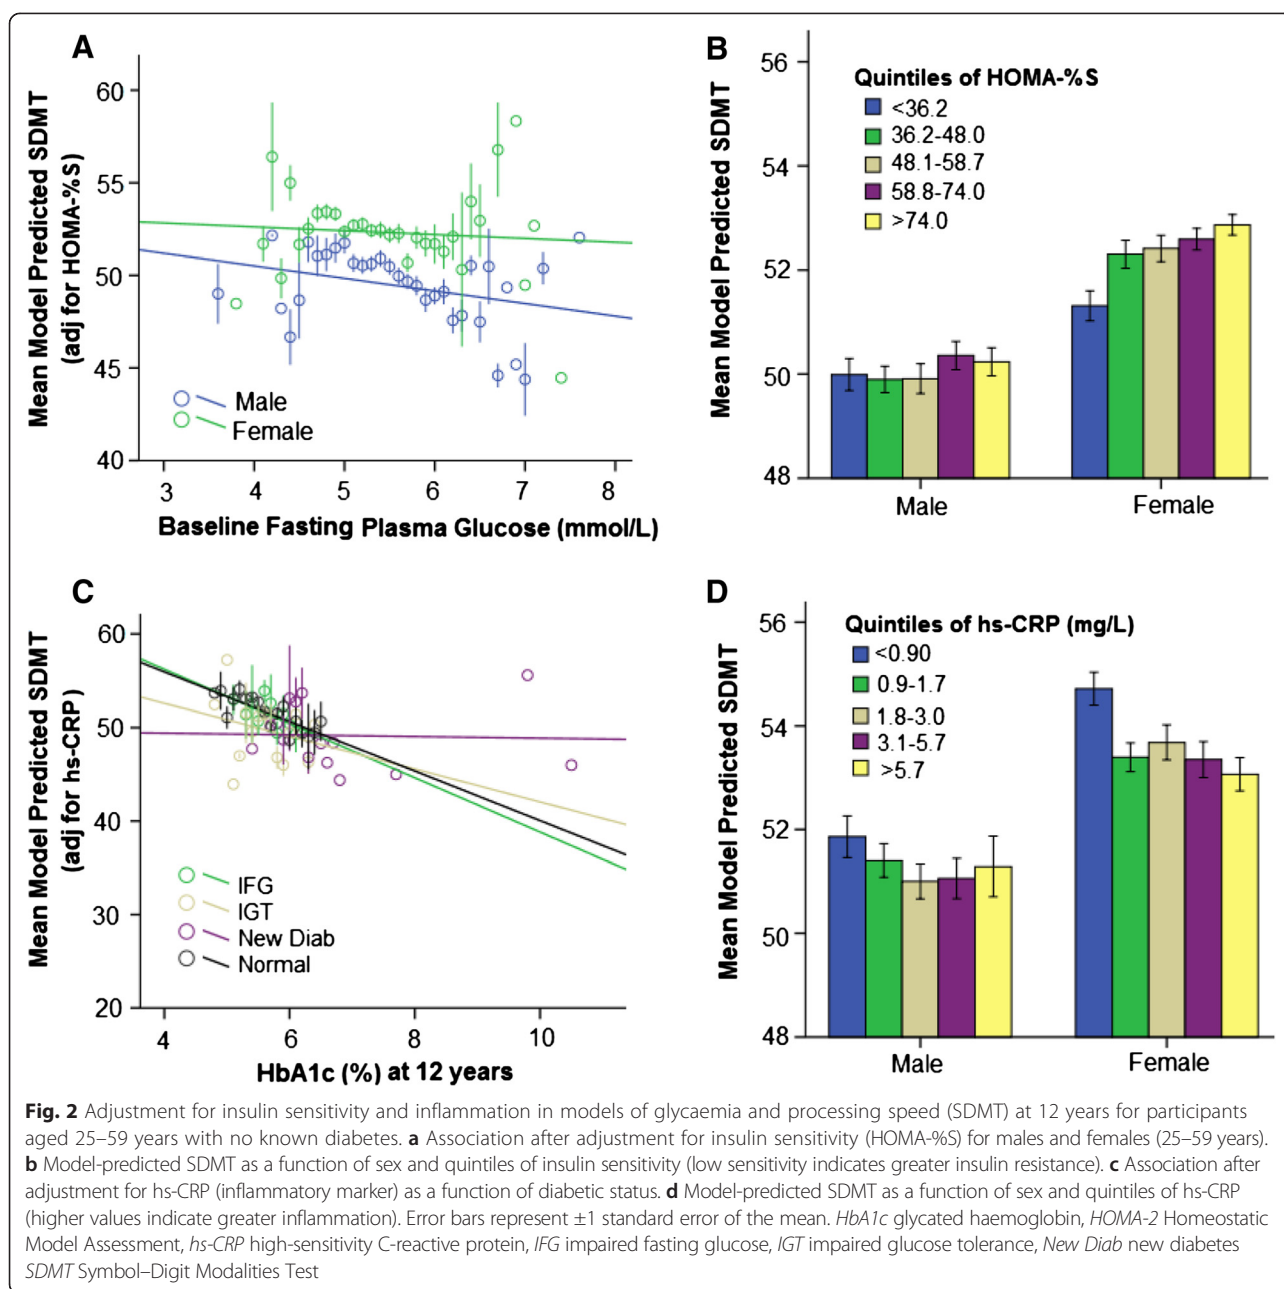 A
Mean Model Predicted SDMT
(adj for HOMA-%S)
60
55
50
45
40
Male
Female
3 4 5 6 7 8
Baseline Fasting Plasma Glucose (mmol/L)
B
Mean Model Predicted SDMT
56
54
52
50
48
Quintiles of HOMA-%S
<36.2
36.2-48.0
48.1-58.7
58.8-74.0
>74.0
Male Female
C
Mean Model Predicted SDMT
(adj for hs-CRP)
60
50
40
30
20
IFG
IGT
New Diab
Normal
4 6 8 10
HbA1c (%) at 12 years
D
Mean Model Predicted SDMT
56
54
52
50
48
Quintiles of hs-CRP (mg/L)
<0.90
0.9-1.7
1.8-3.0
3.1-5.7
>5.7
Male Female
Fig. 2 Adjustment for insulin sensitivity and inflammation in models of glycaemia and processing speed (SDMT) at 12 years for participants
aged 25–59 years with no known diabetes. a Association after adjustment for insulin sensitivity (HOMA-%S) for males and females (25–59 years).
b Model-predicted SDMT as a function of sex and quintiles of insulin sensitivity (low sensitivity indicates greater insulin resistance). c Association after
adjustment for hs-CRP (inflammatory marker) as a function of diabetic status. d Model-predicted SDMT as a function of sex and quintiles of hs-CRP
(higher values indicate greater inflammation). Error bars represent ±1 standard error of the mean. HbA1c glycated haemoglobin, HOMA-2 Homeostatic
Model Assessment, hs-CRP high-sensitivity C-reactive protein, IFG impaired fasting glucose, IGT impaired glucose tolerance, New Diab new diabetes
SDMT Symbol–Digit Modalities Test